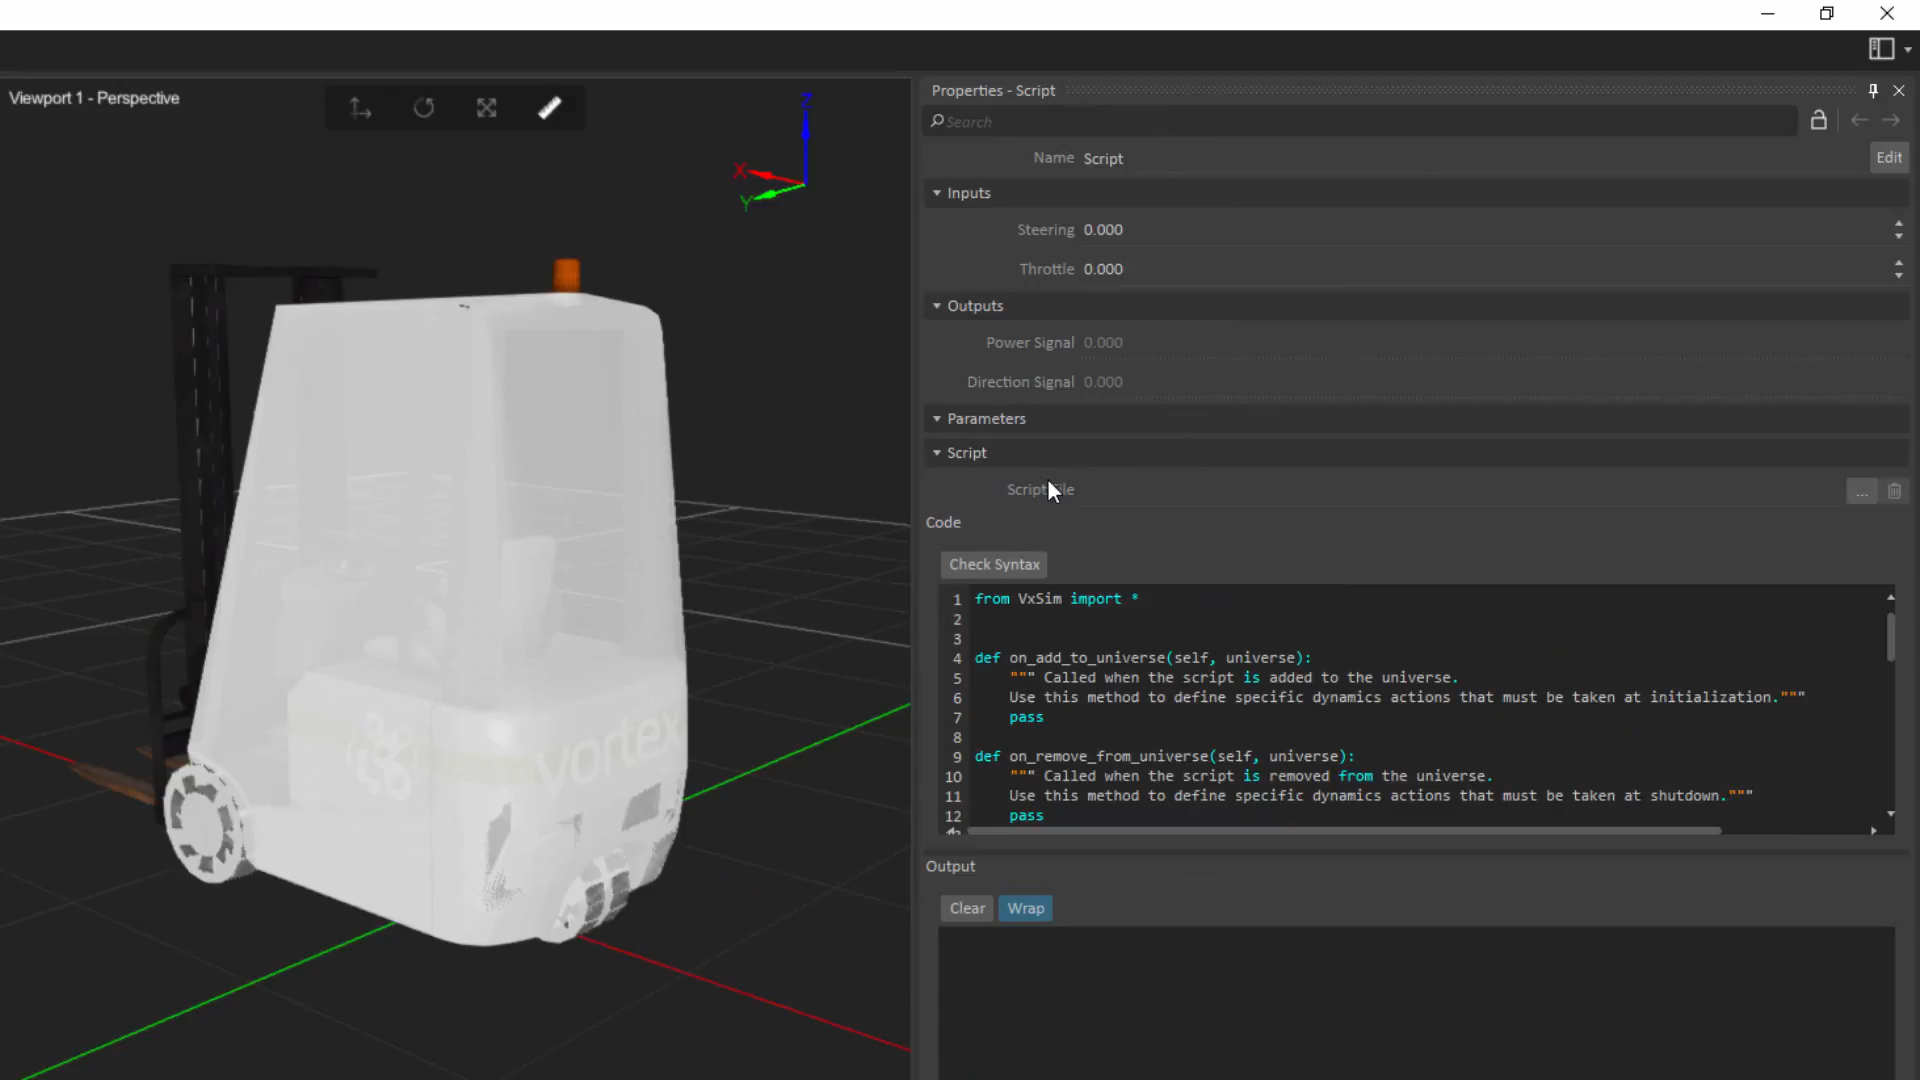 Viewport 1 - Perspective
Z
X
Y
vortex
Properties - Script
Search
Name Script
Edit
Inputs
Steering 0.000
Throttle 0.000
Outputs
Power Signal 0.000
Direction Signal 0.000
Parameters
Script
Script File
...
Code
Check Syntax
1 from VxSim import *
2
3
4 def on_add_to_universe(self, universe):
5 """ Called when the script is added to the universe.
6 Use this method to define specific dynamics actions that must be taken at initialization."""
7 pass
8
9 def on_remove_from_universe(self, universe):
10 """ Called when the script is removed from the universe.
11 Use this method to define specific dynamics actions that must be taken at shutdown."""
12 pass
Output
Clear
Wrap